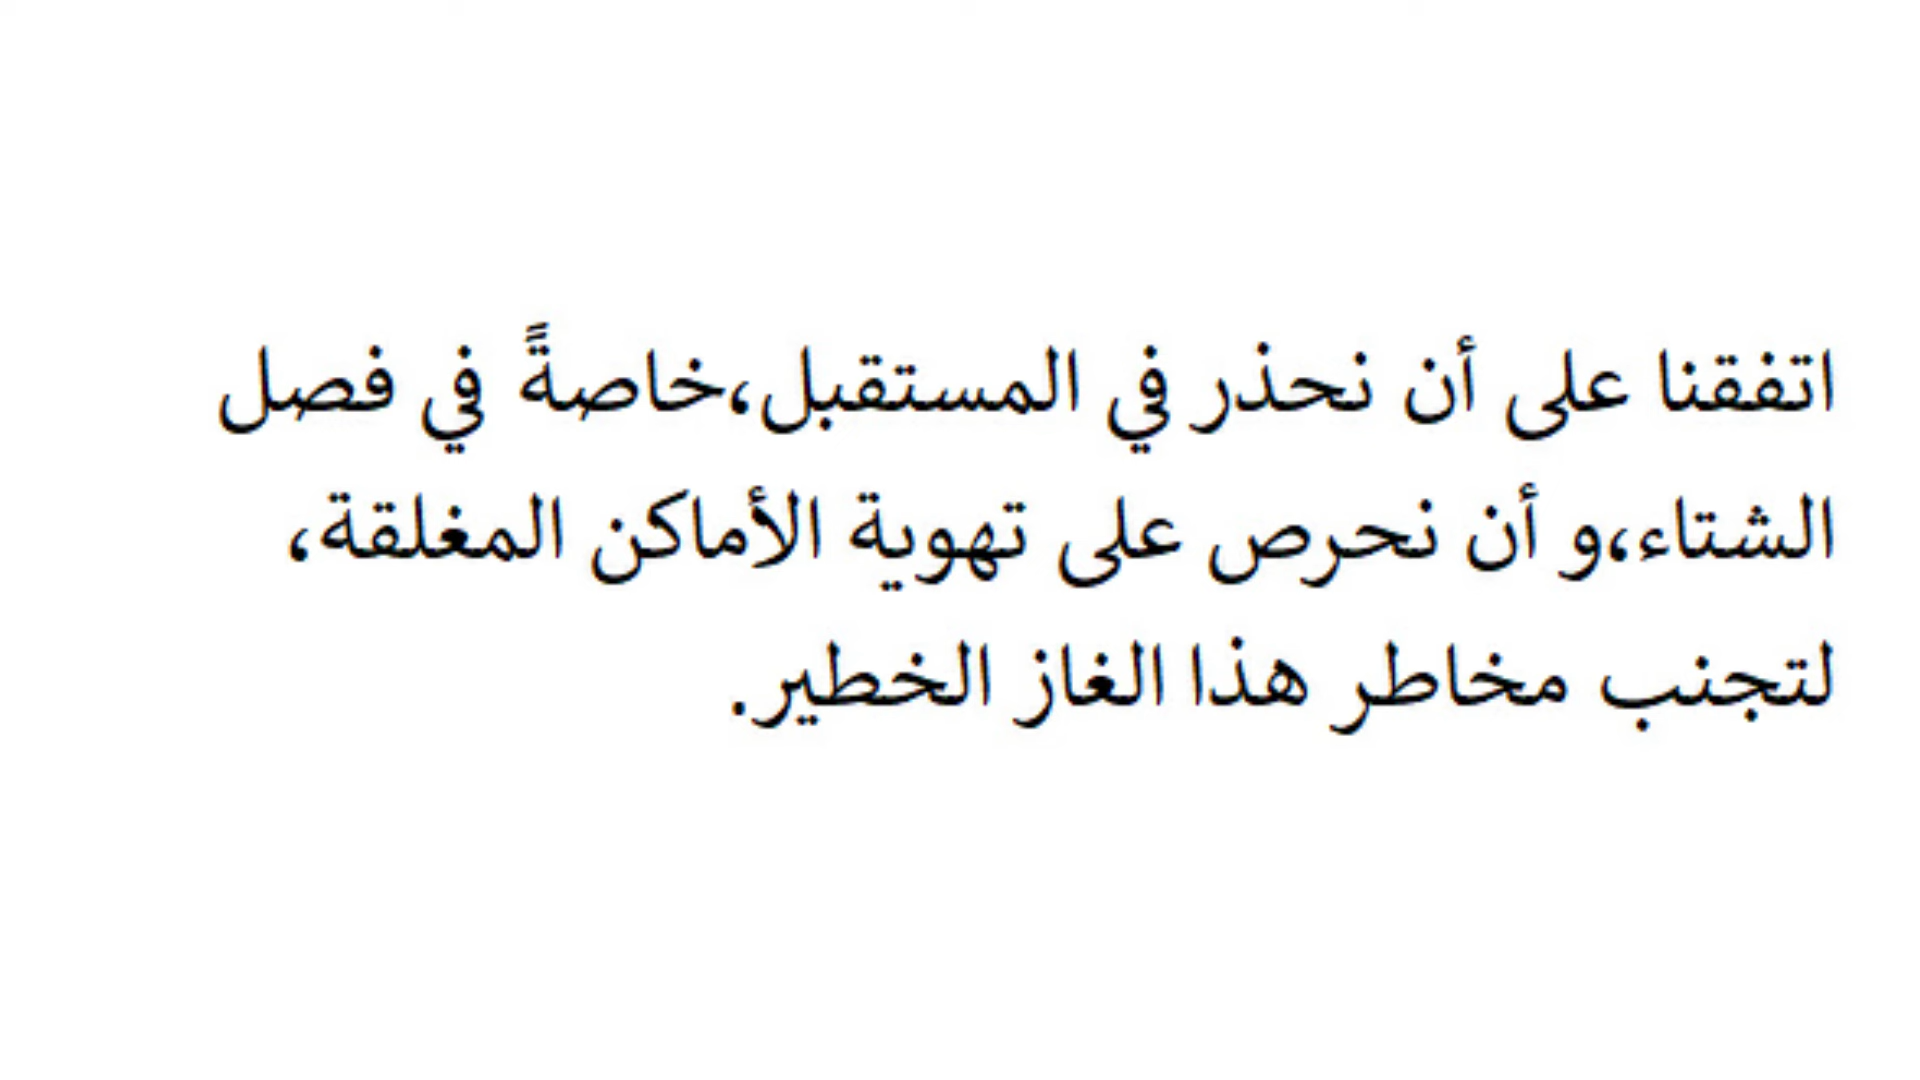 اتفقنا على أن نحذر في المستقبل،خاصةً في فصل
الشتاء،و أن نحرص على تهوية الأماكن المغلقة،
لتجنب مخاطر هذا الغاز الخطير.